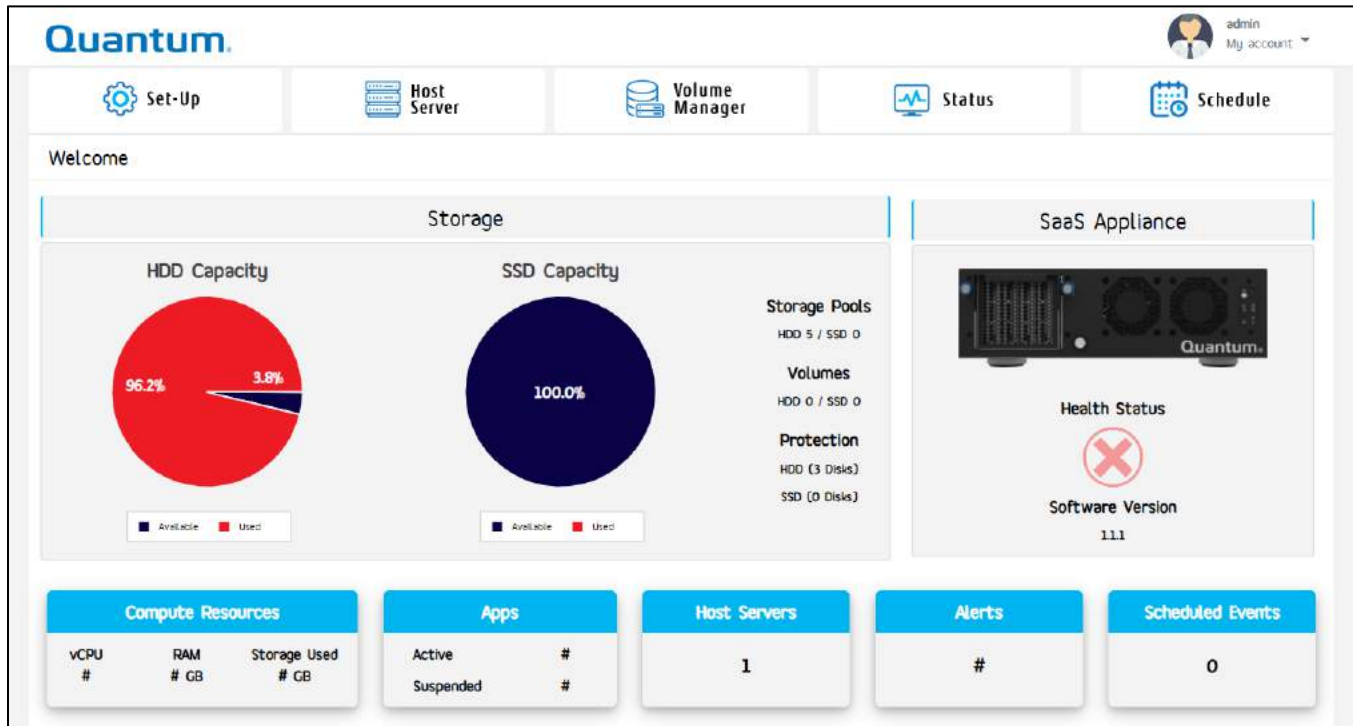 Quantum.
admin
My account
Set-Up
Host
Server
Volume
Manager
Status
Schedule
Welcome
Storage
SaaS Appliance
HDD Capacity
SSD Capacity
96.2%
3.8%
100.0%
Available
Used
Available
Used
Storage Pools
HDD 5 / SSD 0
Volumes
HDD 0 / SSD 0
Protection
HDD (3 Disks)
SSD (0 Disks)
Quantum.
Health Status
Software Version
1.1.1
Compute Resources
vCPU RAM Storage Used
# # GB # GB
Apps
Active #
Suspended #
Host Servers
1
Alerts
#
Scheduled Events
0